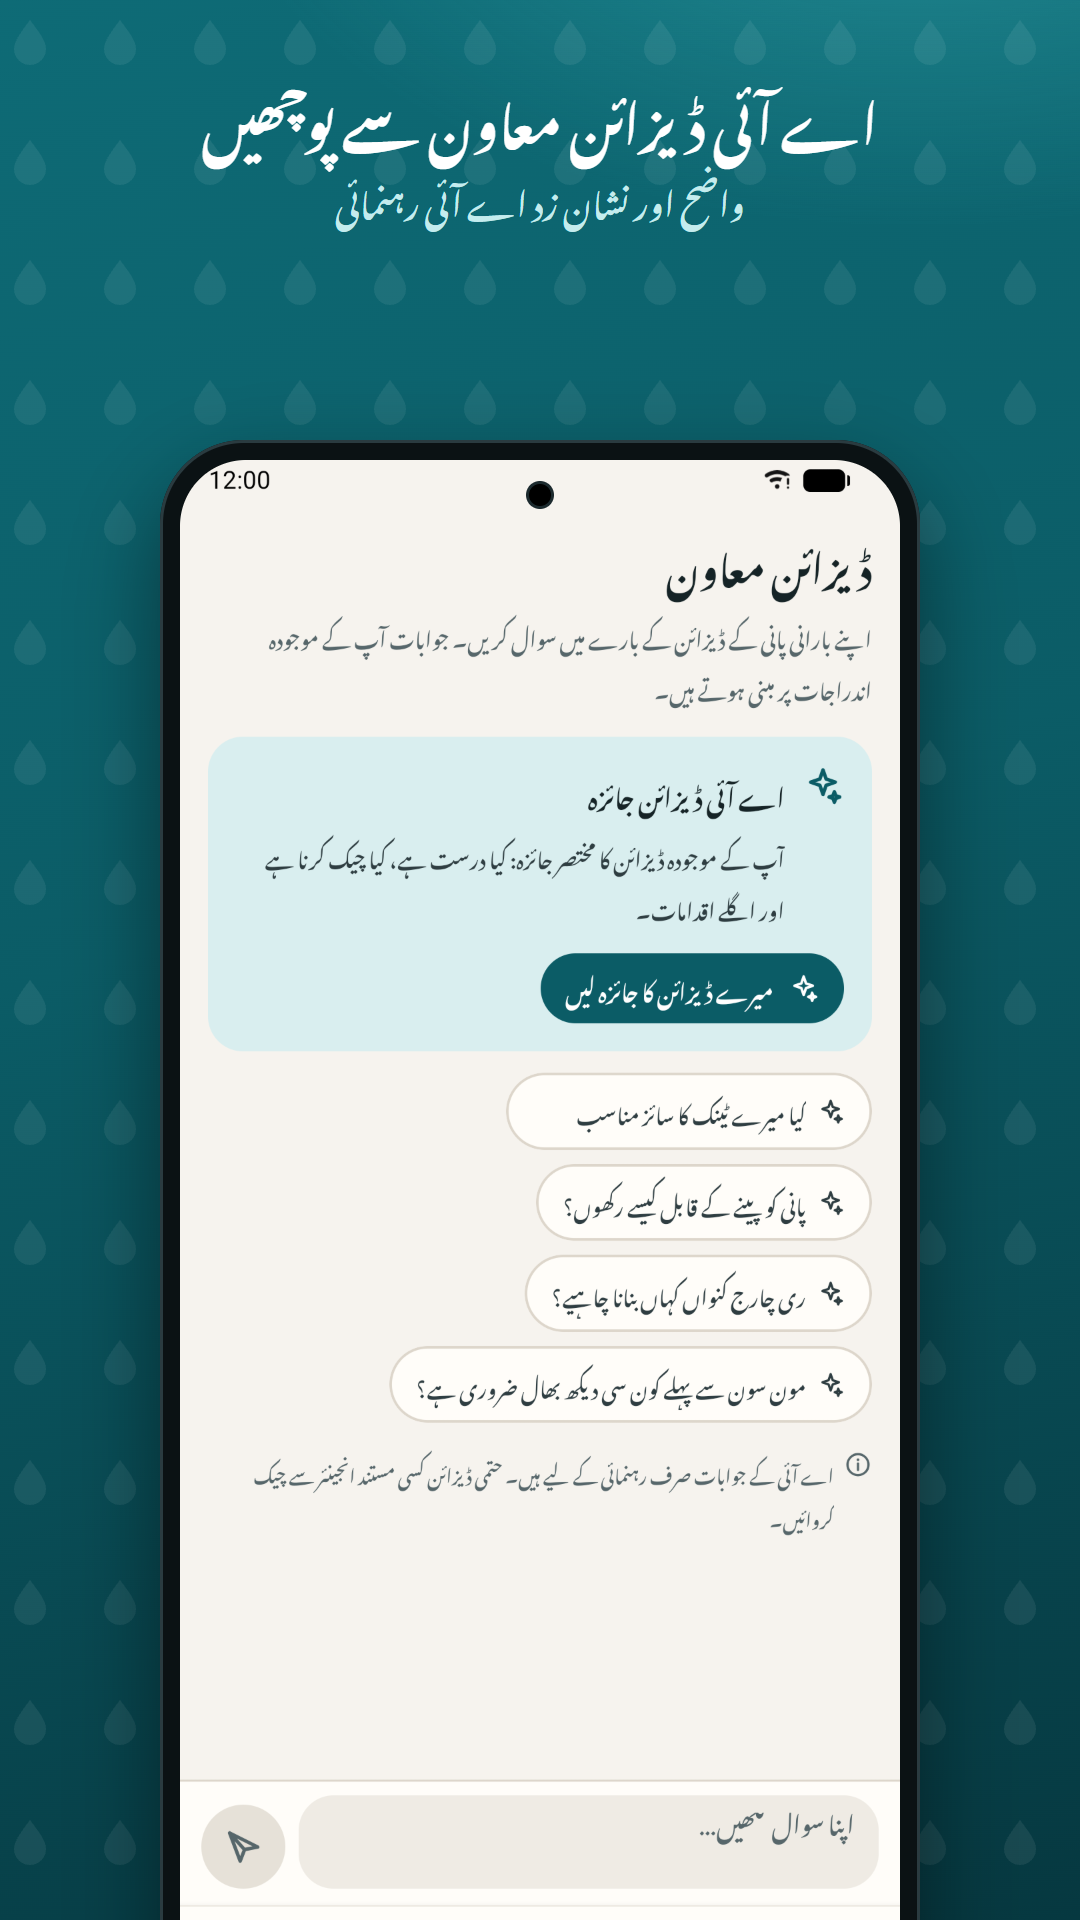 اے آئی ڈیزائن معاون سے پوچھیں
واضح اور نشان زد اے آئی رہنمائی
12:00
ڈیزائن معاون
اپنے بارانی پانی کے ڈیزائن کے بارے میں سوال کریں۔ جوابات آپ کے موجودہ
اندراجات پر مبنی ہوتے ہیں۔
اے آئی ڈیزائن جائزہ
آپ کے موجودہ ڈیزائن کا مختصر جائزہ: کیا درست ہے، کیا چیک کرنا ہے
اور اگلے اقدامات۔
میرے ڈیزائن کا جائزہ لیں
کیا میرے ٹینک کا سائز مناسب
پانی کو پینے کے قابل کیسے رکھوں؟
ری چارج کنواں کہاں بنانا چاہیے؟
مون سون سے پہلے کون سی دیکھ بھال ضروری ہے؟
اے آئی کے جوابات صرف رہنمائی کے لیے ہیں۔ حتمی ڈیزائن کسی مستند انجینئر سے چیک
کروائیں۔
اپنا سوال لکھیں...